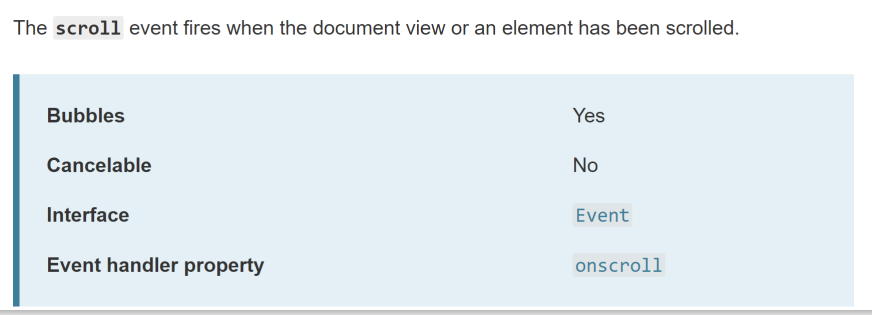 The scroll event fires when the document view or an element has been scrolled.
Bubbles Yes
Cancelable No
Interface Event
Event handler property onscroll